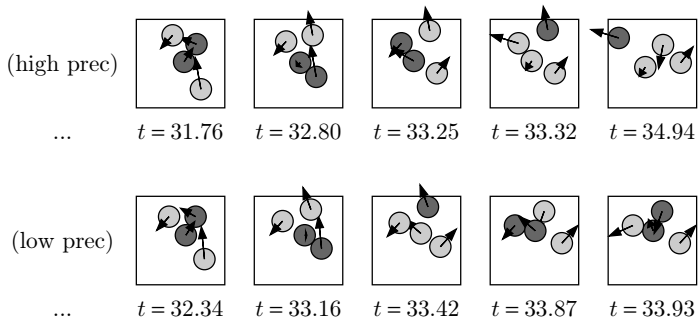 (high prec)
... t = 31.76 t = 32.80 t = 33.25 t = 33.32 t = 34.94
(low prec)
... t = 32.34 t = 33.16 t = 33.42 t = 33.87 t = 33.93